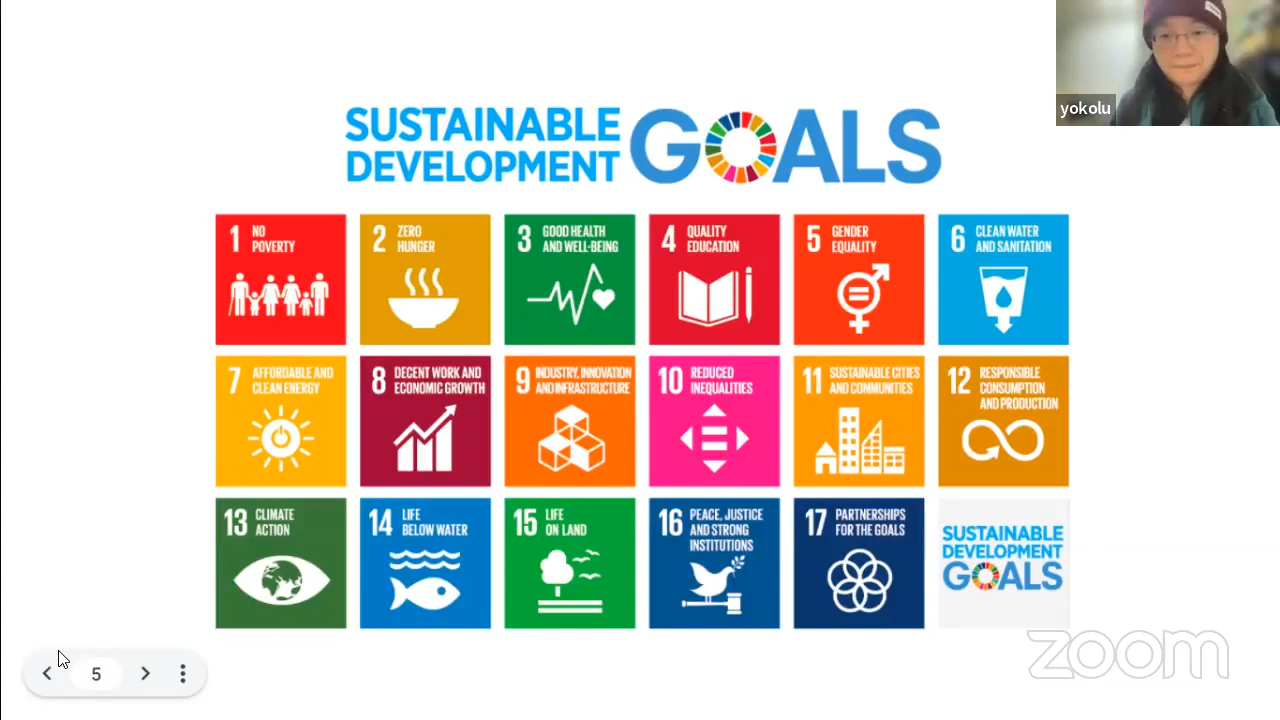 yokolu
SUSTAINABLE
DEVELOPMENT
GOALS
1 NO
POVERTY
2 ZERO
HUNGER
3 GOOD HEALTH
AND WELL-BEING
4 QUALITY
EDUCATION
5 GENDER
EQUALITY
6 CLEAN WATER
AND SANITATION
7 AFFORDABLE AND
CLEAN ENERGY
8 DECENT WORK AND
ECONOMIC GROWTH
9 INDUSTRY, INNOVATION
AND INFRASTRUCTURE
10 REDUCED
INEQUALITIES
11 SUSTAINABLE CITIES
AND COMMUNITIES
12 RESPONSIBLE
CONSUMPTION
AND PRODUCTION
13 CLIMATE
ACTION
14 LIFE
BELOW WATER
15 LIFE
ON LAND
16 PEACE, JUSTICE
AND STRONG
INSTITUTIONS
17 PARTNERSHIPS
FOR THE GOALS
SUSTAINABLE
DEVELOPMENT
GOALS
5
zoom